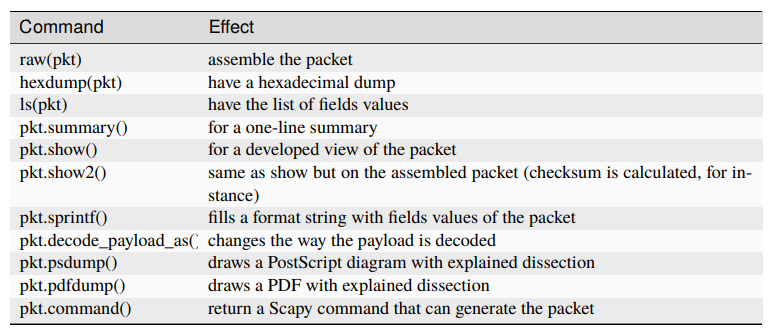 Command Effect
raw(pkt) assemble the packet
hexdump(pkt) have a hexadecimal dump
ls(pkt) have the list of fields values
pkt.summary() for a one-line summary
pkt.show() for a developed view of the packet
pkt.show2() same as show but on the assembled packet (checksum is calculated, for in-
stance)
pkt.sprintf() fills a format string with fields values of the packet
pkt.decode_payload_as() changes the way the payload is decoded
pkt.psdump() draws a PostScript diagram with explained dissection
pkt.pdfdump() draws a PDF with explained dissection
pkt.command() return a Scapy command that can generate the packet